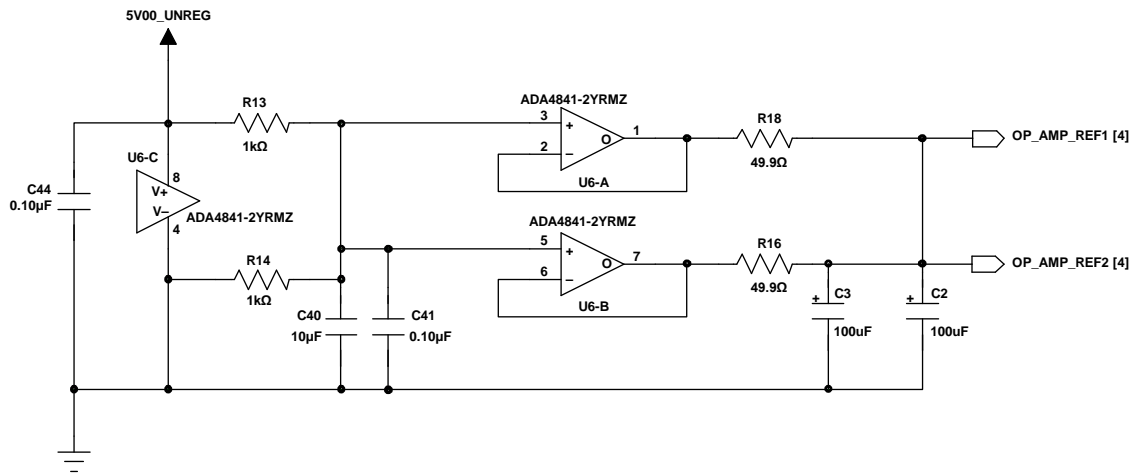 5V00_UNREG
R13
1kΩ
C44
0.10µF
U6-C
8
V+
V–
4
ADA4841-2YRMZ
R14
1kΩ
C40
10µF
C41
0.10µF
ADA4841-2YRMZ
3
+
2
–
O
1
U6-A
R18
49.9Ω
OP_AMP_REF1 [4]
ADA4841-2YRMZ
5
+
6
–
O
7
U6-B
R16
49.9Ω
OP_AMP_REF2 [4]
+
C3
100uF
+
C2
100uF